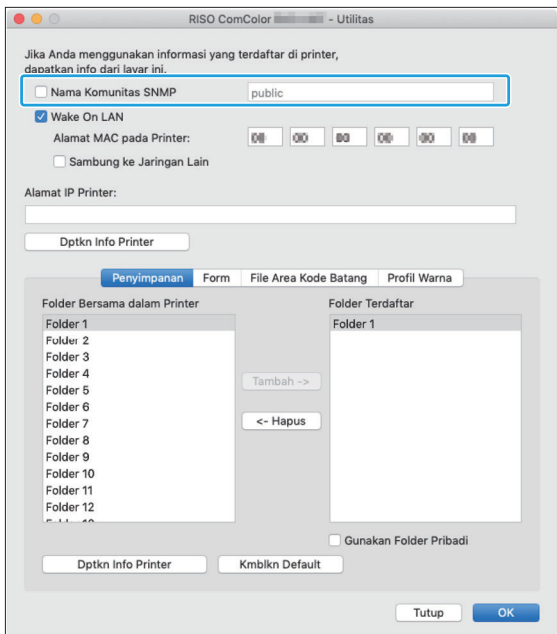 RISO ComColor - Utilitas
Jika Anda menggunakan informasi yang terdaftar di printer,
dapatkan info dari layar ini.
Nama Komunitas SNMP public
Wake On LAN
Alamat MAC pada Printer:
Sambung ke Jaringan Lain
Alamat IP Printer:
Dptkn Info Printer
Penyimpanan Form File Area Kode Batang Profil Warna
Folder Bersama dalam Printer Folder Terdaftar
Folder 1 Folder 1
Folder 2
Folder 3
Folder 4
Folder 5
Folder 6
Folder 7
Folder 8
Folder 9
Folder 10
Folder 11
Folder 12
Tambah ->
<- Hapus
Gunakan Folder Pribadi
Dptkn Info Printer Kmblkn Default
Tutup OK